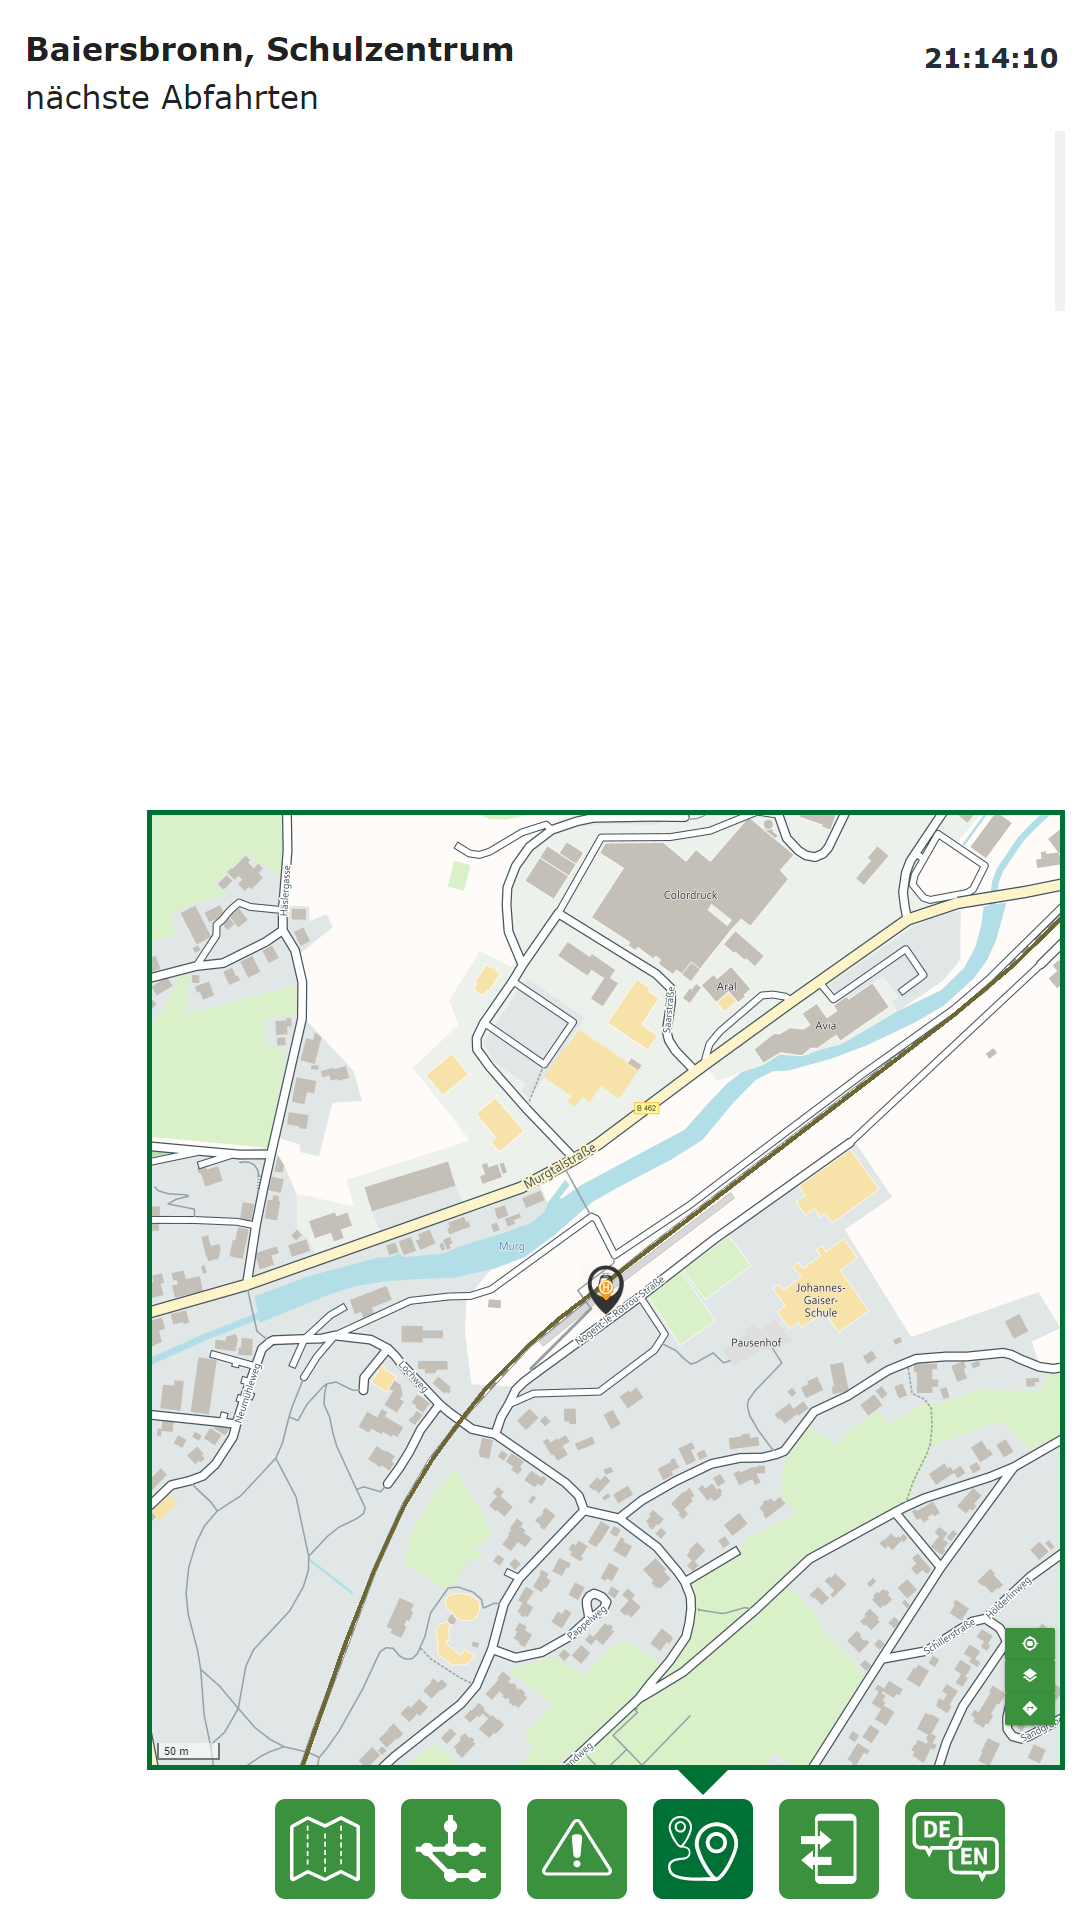 Baiersbronn, Schulzentrum
21:14:10
nächste Abfahrten
Häslergasse
Colordruck
Aral
Saarstraße
Avia
B 462
Murgtalstraße
Murg
H
Nogent-le-Rotrou-Straße
Johannes-
Gaiser-
Schule
Pausenhof
Lochweg
Neumühleweg
Pappelweg
Hölderlinweg
Schillerstraße
50 m
DE
EN